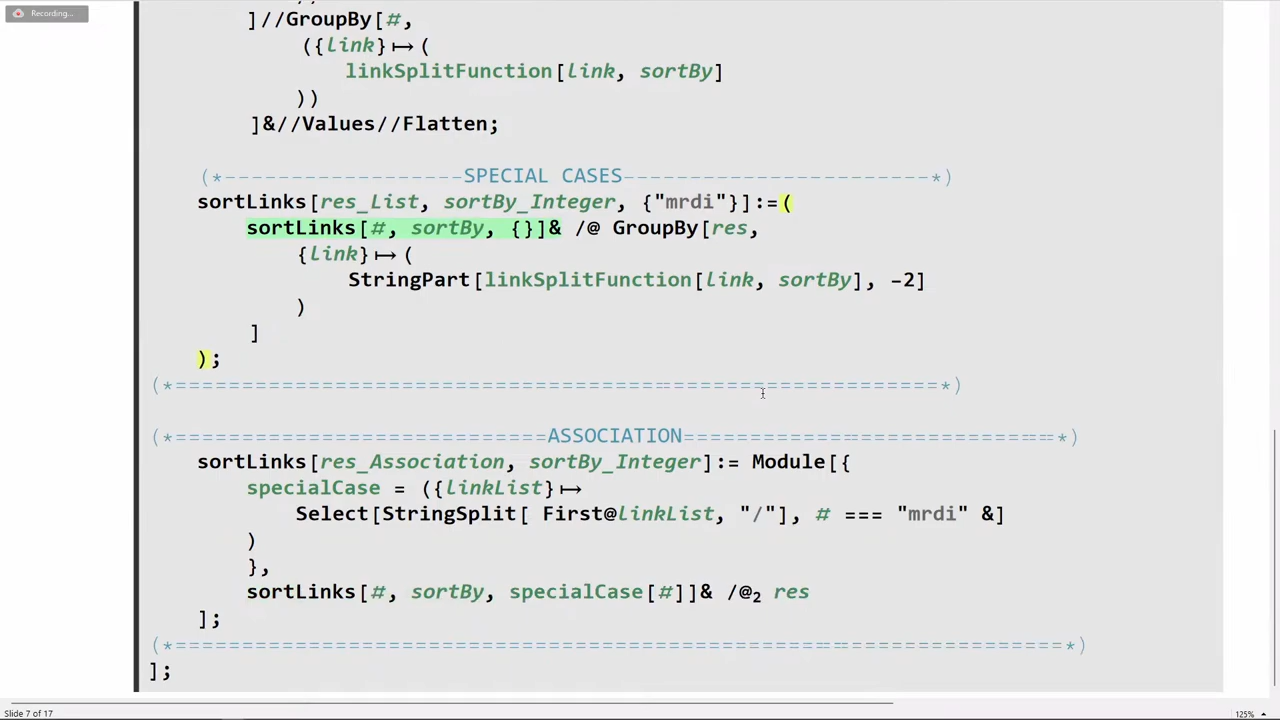 Recording...
]//GroupBy[#,
({link}↦(
linkSplitFunction[link, sortBy]
))
]&//Values//Flatten;
(*------------------SPECIAL CASES-----------------------*)
sortLinks[res_List, sortBy_Integer, {"mrdi"}]:=(
sortLinks[#, sortBy, {}]& /@ GroupBy[res,
{link}↦(
StringPart[linkSplitFunction[link, sortBy], -2]
)
]
);
(*==============================================================*)
(*============================ASSOCIATION============================*)
sortLinks[res_Association, sortBy_Integer]:= Module[{
specialCase = ({linkList}↦
Select[StringSplit[ First@linkList, "/"], # === "mrdi" &]
)
},
sortLinks[#, sortBy, specialCase[#]]& /@₂ res
];
(*====================================================================*)
];
Slide 7 of 17
125%